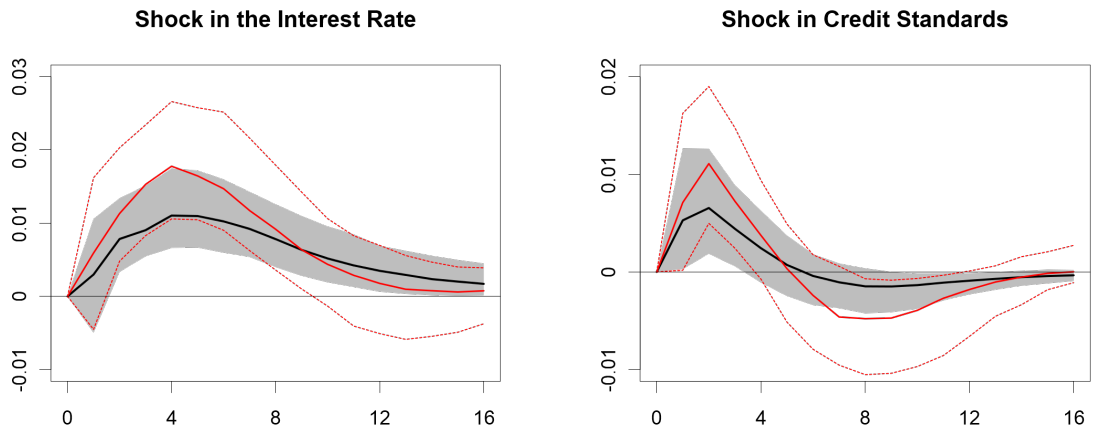 Shock in the Interest Rate
0.03
0.02
0.01
0
-0.01
0 4 8 12 16
Shock in Credit Standards
0.02
0.01
0
-0.01
0 4 8 12 16